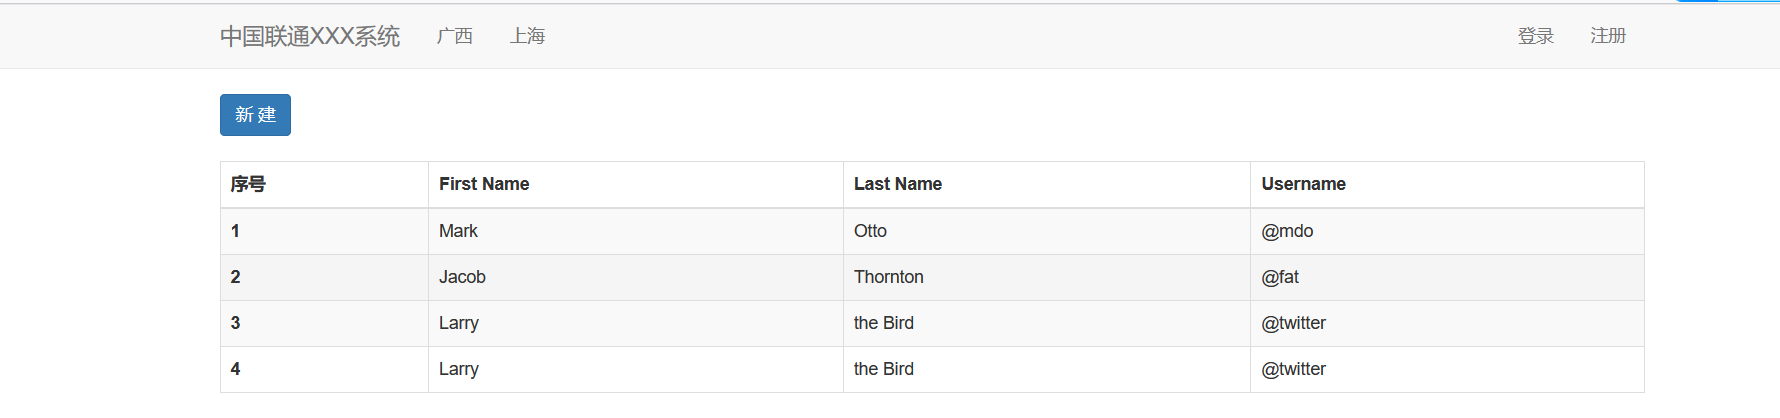 中国联通XXX系统 广西 上海 登录 注册
新 建
序号 First Name Last Name Username
1 Mark Otto @mdo
2 Jacob Thornton @fat
3 Larry the Bird @twitter
4 Larry the Bird @twitter